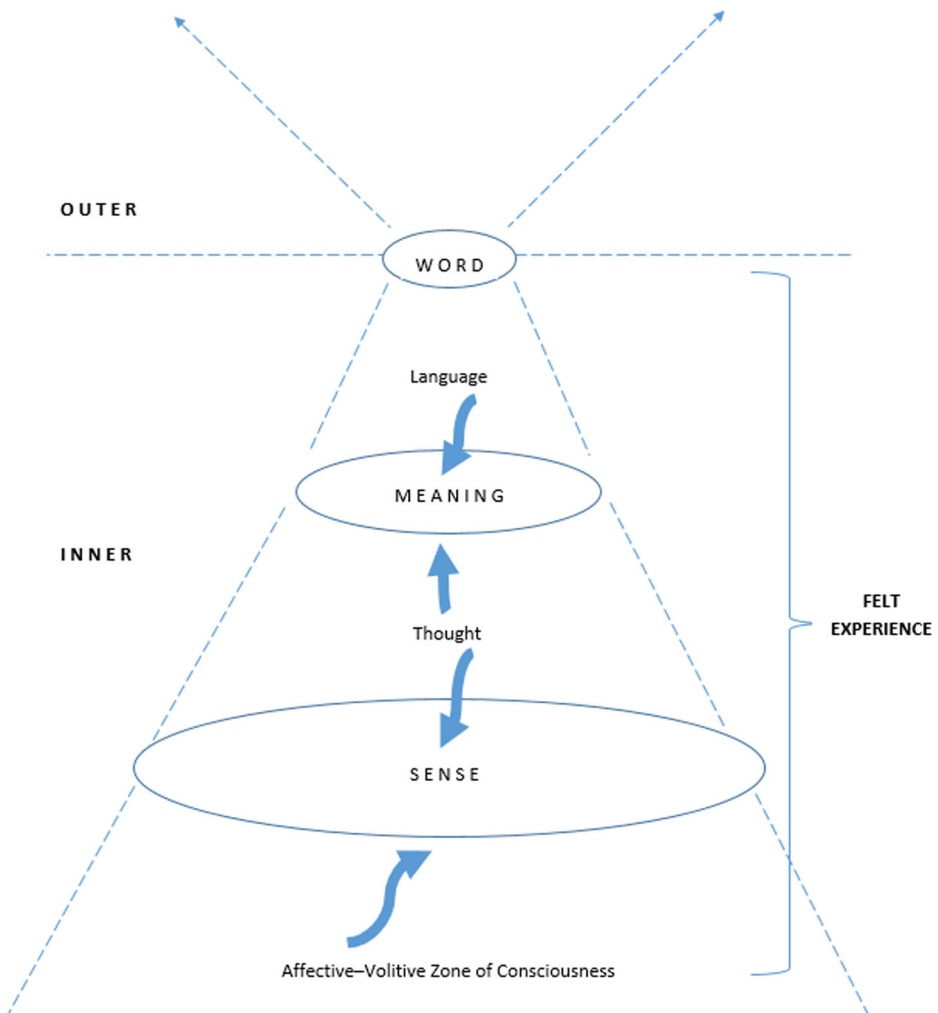 OUTER
WORD
Language
MEANING
INNER
FELT
EXPERIENCE
Thought
SENSE
Affective–Volitive Zone of Consciousness